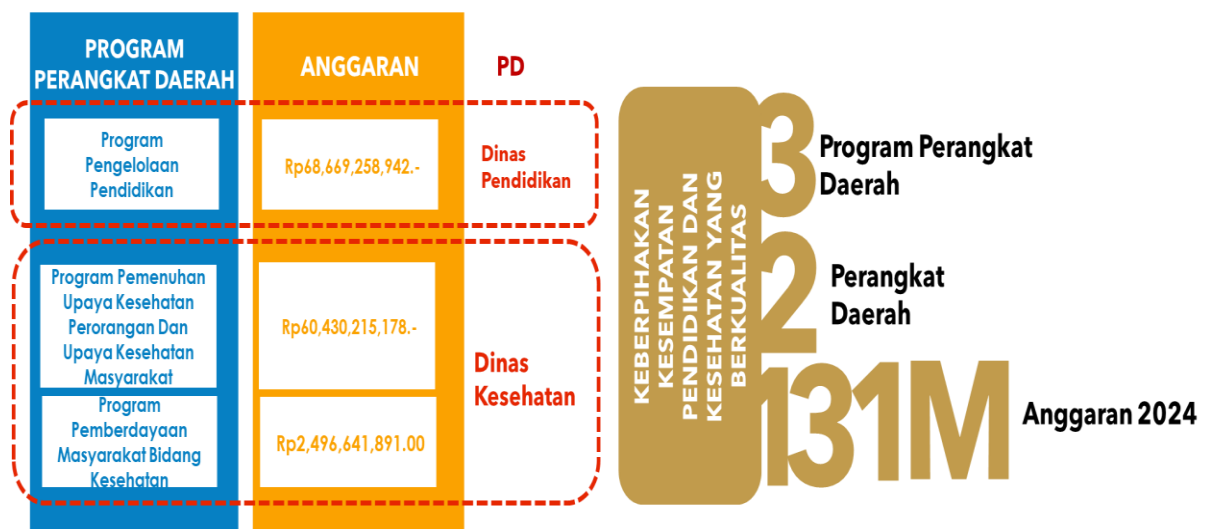 PROGRAM
PERANGKAT DAERAH
ANGGARAN
PD
Program
Pengelolaan
Pendidikan
Rp68,669,258,942.-
Dinas
Pendidikan
Program Pemenuhan
Upaya Kesehatan
Perorangan Dan
Upaya Kesehatan
Masyarakat
Rp60,430,215,178.-
Dinas
Kesehatan
Program
Pemberdayaan
Masyarakat Bidang
Kesehatan
Rp2,496,641,891.00
KEBERPIHAKAN
KESEMPATAN
PENDIDIKAN DAN
KESEHATAN YANG
BERKUALITAS
3
Program Perangkat
Daerah
2
Perangkat
Daerah
131M
Anggaran 2024